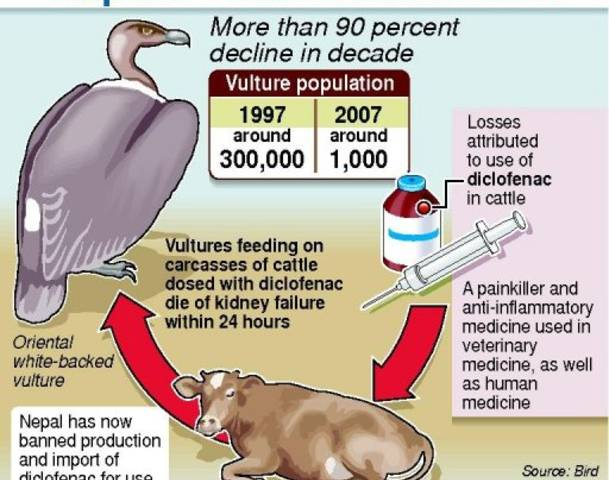 More than 90 percent
decline in decade
Vulture population
1997
around
300,000
2007
around
1,000
Losses
attributed
to use of
diclofenac
in cattle
Vultures feeding on
carcasses of cattle
dosed with diclofenac
die of kidney failure
within 24 hours
A painkiller and
anti-inflammatory
medicine used in
veterinary
medicine, as well
as human
medicine
Oriental
white-backed
vulture
Nepal has now
banned production
and import of
diclofenac for use
Source: Bird